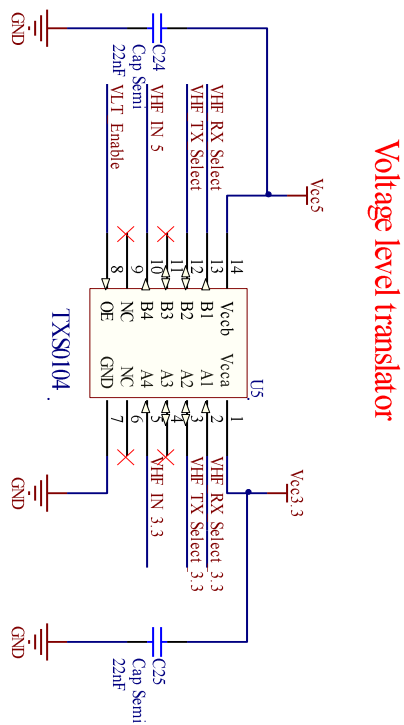 Voltage level translator
Vcc5
Vcc3.3
GND
C24
Cap Semi
22nF
VHF RX Select
VHF TX Select
VHF IN 5
VLT Enable
14
13
12
11
10
9
8
Vccb
B1
B2
B3
B4
NC
OE
Vcca
A1
A2
A3
A4
NC
GND
U5
TXS0104
1
2
3
4
5
6
7
VHF RX Select 3.3
VHF TX Select 3.3
VHF IN 3.3
GND
C25
Cap Semi
22nF
GND